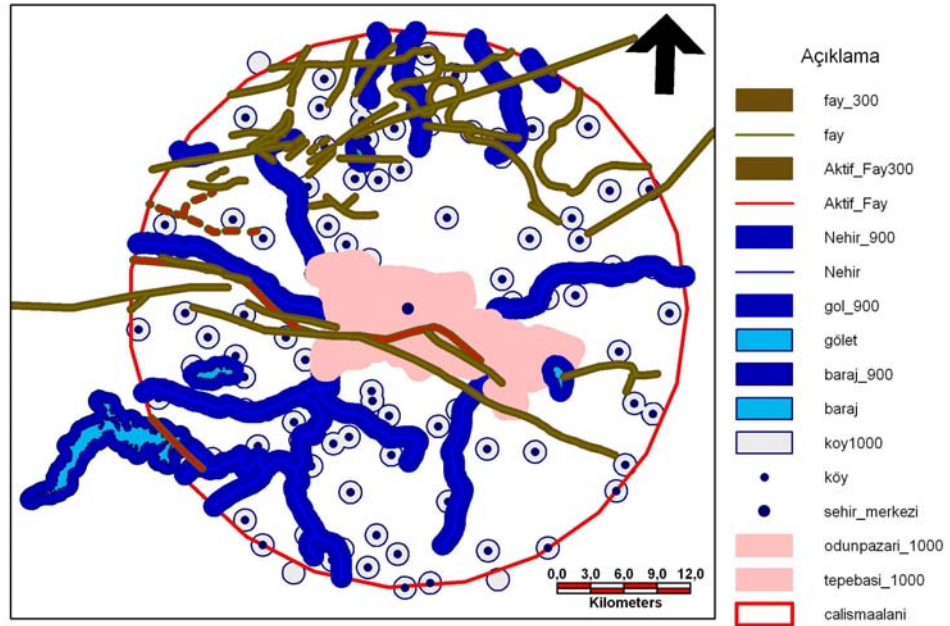 Açıklama
fay_300
fay
Aktif_Fay300
Aktif_Fay
Nehir_900
Nehir
gol_900
gölet
baraj_900
baraj
koy1000
köy
sehir_merkezi
odunpazari_1000
tepebasi_1000
calismaalani
0,0 3,0 6,0 9,0 12,0
Kilometers